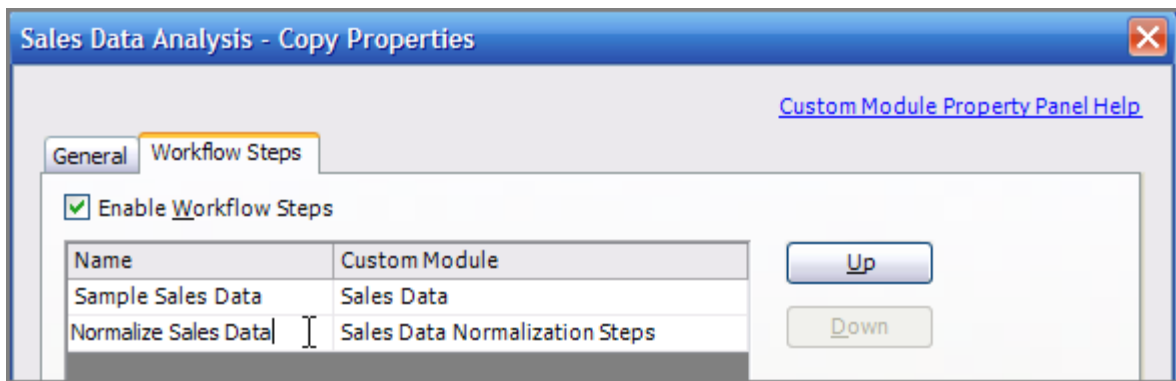 Sales Data Analysis - Copy Properties
Custom Module Property Panel Help
General Workflow Steps
Enable Workflow Steps
Name Custom Module
Up
Sample Sales Data Sales Data
Normalize Sales Data Sales Data Normalization Steps
Down